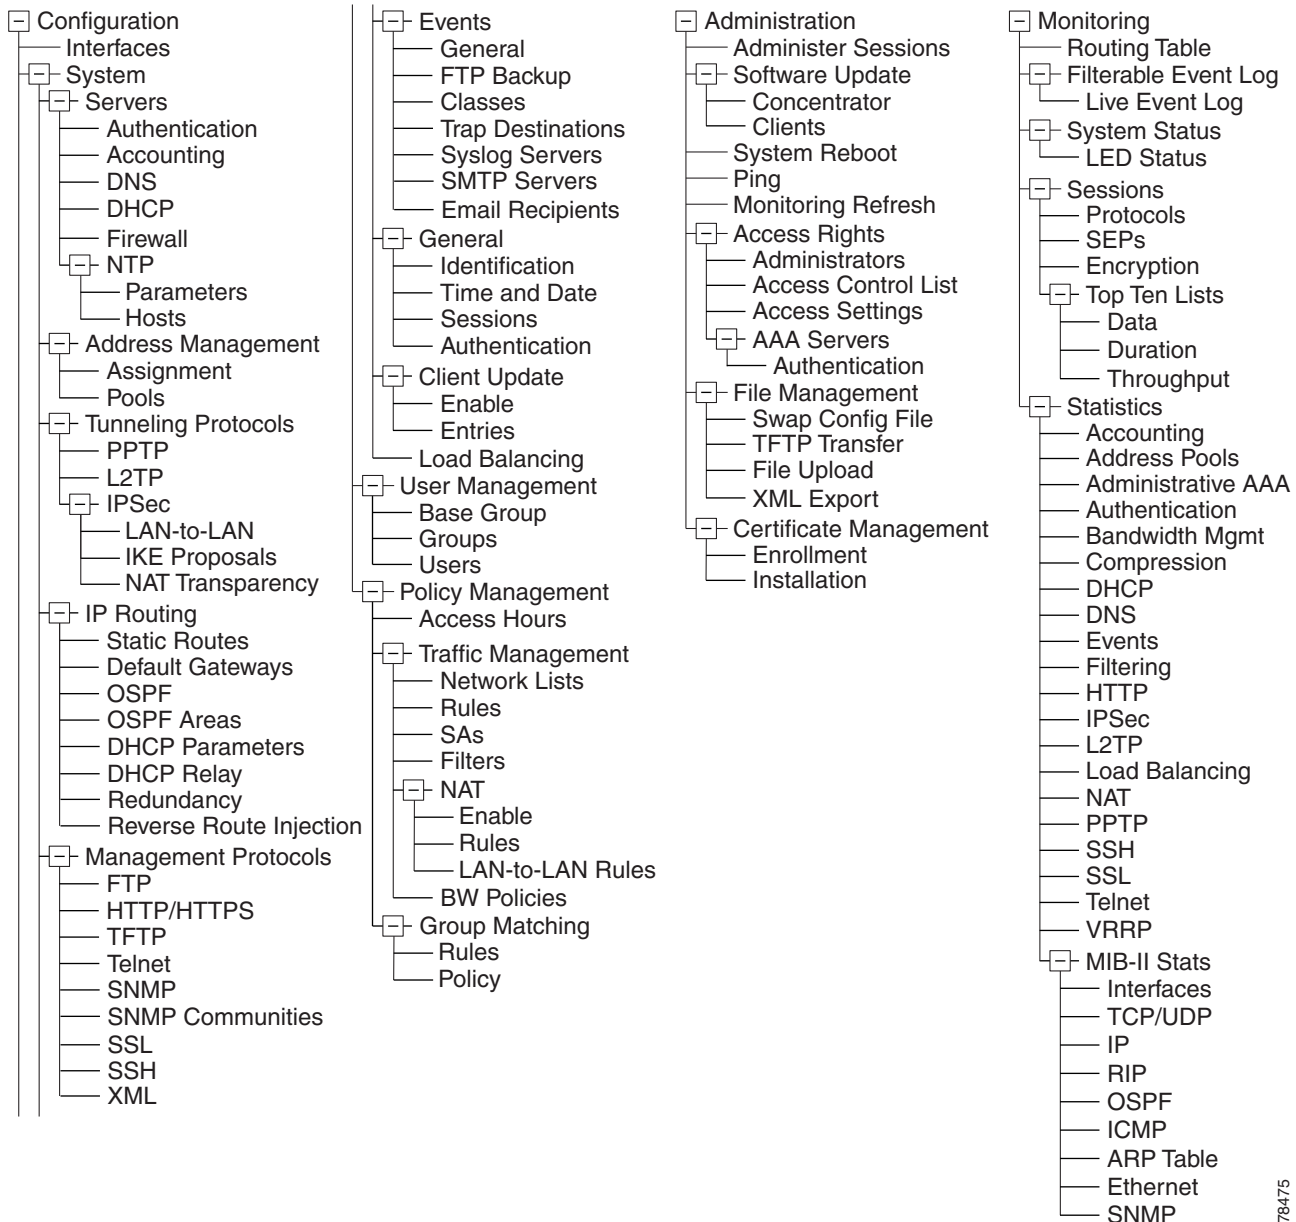 Configuration
Interfaces
System
Servers
Authentication
Accounting
DNS
DHCP
Firewall
NTP
Parameters
Hosts
Address Management
Assignment
Pools
Tunneling Protocols
PPTP
L2TP
IPSec
LAN-to-LAN
IKE Proposals
NAT Transparency
IP Routing
Static Routes
Default Gateways
OSPF
OSPF Areas
DHCP Parameters
DHCP Relay
Redundancy
Reverse Route Injection
Management Protocols
FTP
HTTP/HTTPS
TFTP
Telnet
SNMP
SNMP Communities
SSL
SSH
XML
Events
General
FTP Backup
Classes
Trap Destinations
Syslog Servers
SMTP Servers
Email Recipients
General
Identification
Time and Date
Sessions
Authentication
Client Update
Enable
Entries
Load Balancing
User Management
Base Group
Groups
Users
Policy Management
Access Hours
Traffic Management
Network Lists
Rules
SAs
Filters
NAT
Enable
Rules
LAN-to-LAN Rules
BW Policies
Group Matching
Rules
Policy
Administration
Administer Sessions
Software Update
Concentrator
Clients
System Reboot
Ping
Monitoring Refresh
Access Rights
Administrators
Access Control List
Access Settings
AAA Servers
Authentication
File Management
Swap Config File
TFTP Transfer
File Upload
XML Export
Certificate Management
Enrollment
Installation
Monitoring
Routing Table
Filterable Event Log
Live Event Log
System Status
LED Status
Sessions
Protocols
SEPs
Encryption
Top Ten Lists
Data
Duration
Throughput
Statistics
Accounting
Address Pools
Administrative AAA
Authentication
Bandwidth Mgmt
Compression
DHCP
DNS
Events
Filtering
HTTP
IPSec
L2TP
Load Balancing
NAT
PPTP
SSH
SSL
Telnet
VRRP
MIB-II Stats
Interfaces
TCP/UDP
IP
RIP
OSPF
ICMP
ARP Table
Ethernet
SNMP
78475